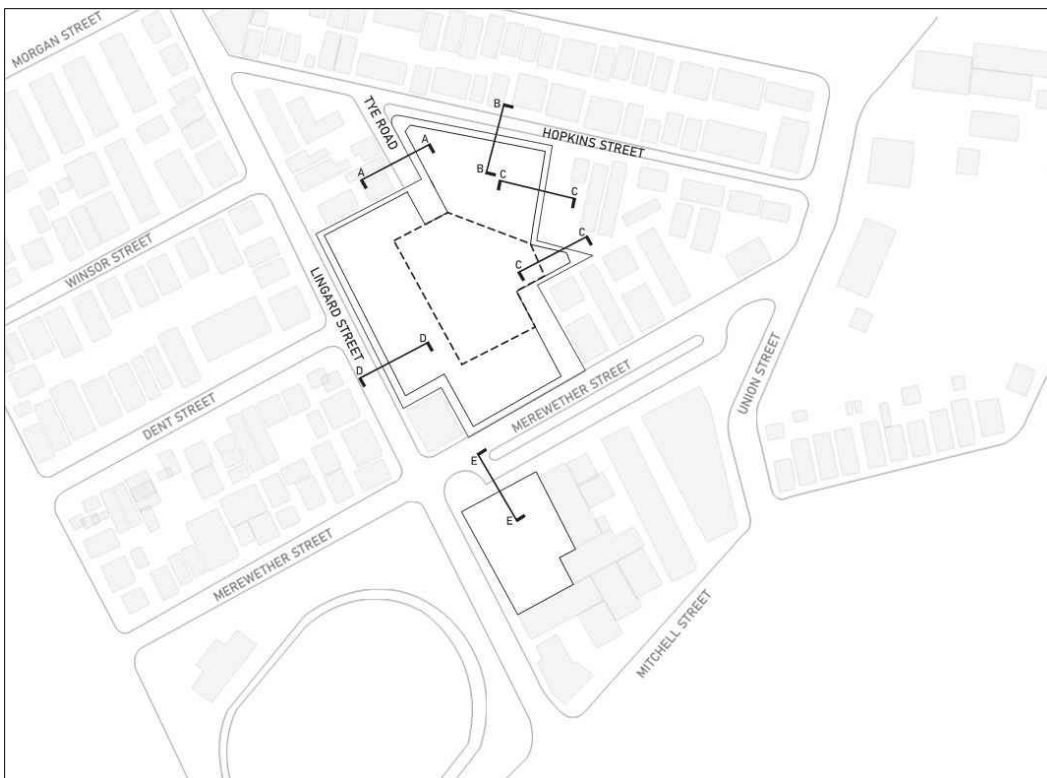 MORGAN STREET
TYE ROAD
B
HOPKINS STREET
A
A
B
C
C
WINSOR STREET
C
C
LINGARD STREET
D
D
DENT STREET
MEREWETHER STREET
UNION STREET
E
E
MEREWETHER STREET
MITCHELL STREET